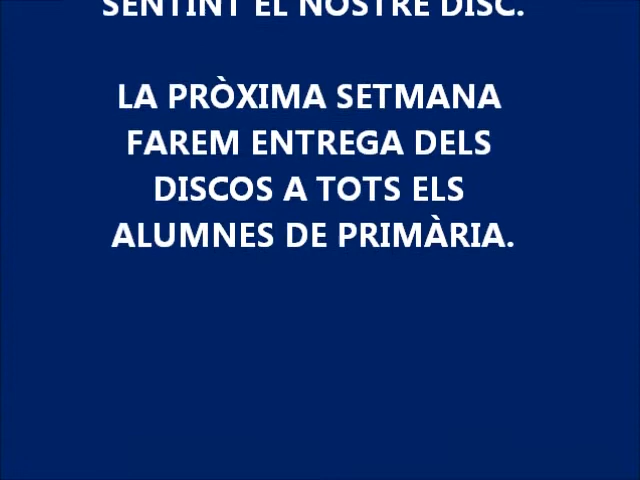 SENTINT EL NOSTRE DISC.
LA PRÒXIMA SETMANA
FAREM ENTREGA DELS
DISCOS A TOTS ELS
ALUMNES DE PRIMÀRIA.